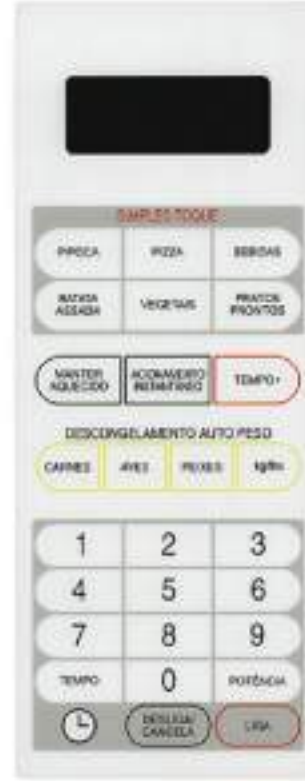 SIMPLES TOQUE
PIPOCA PIZZA BEBIDAS
BATATA VEGETAIS PRATOS
ASSADA PRONTOS
MANTER ACIONAMENTO TEMPO+
AQUECIDO INSTANTÂNEO
DESCONGELAMENTO AUTO PESO
CARNES AVES PEIXES kg/lbs
1 2 3
4 5 6
7 8 9
TEMPO 0 POTÊNCIA
DESLIGA/ LIGA
CANCELA